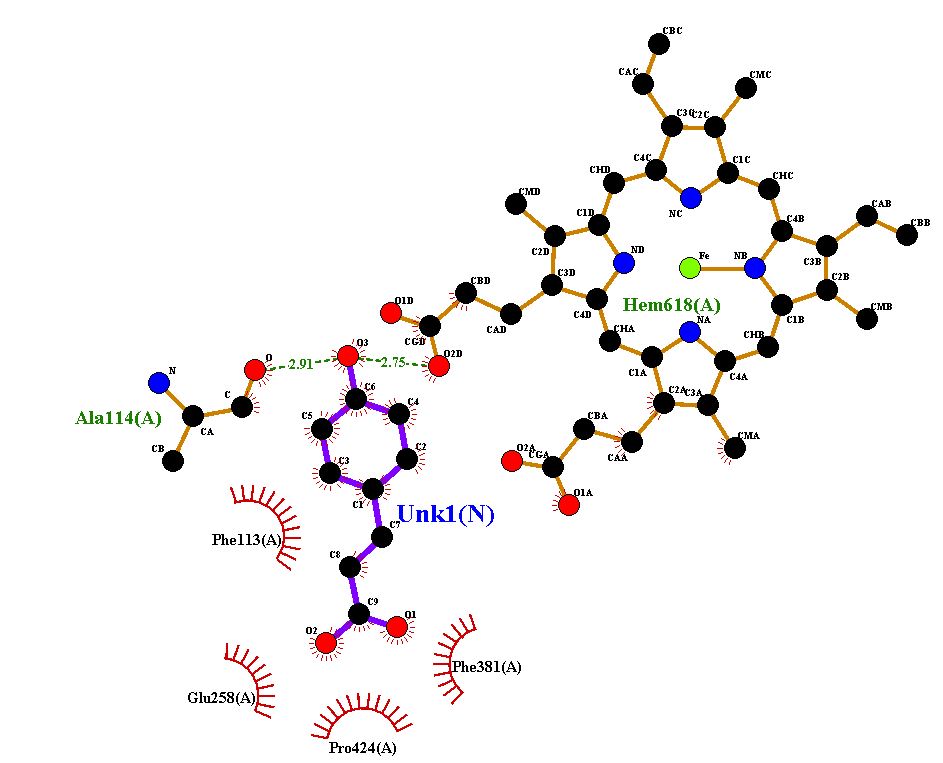 CBC
CAC
CMC
C3C
C2C
C4C
C1C
CHD
CHC
CMD
NC
CAB
C1D
C4B
CBB
C2D
ND
Fe
NB
C3B
CBD
C3D
C2B
O1D
Hem618(A)
C4D
CMB
CGD
CAD
NA
C1B
O3
O2D
CHA
CHB
O
2.91
2.75
N
C1A
C4A
C6
C2A
C3A
Ala114(A)
C
C5
C4
CBA
CA
CMA
CB
C3
C2
O2A
CGA
CAA
C1
O1A
Unk1(N)
C7
Phe113(A)
C8
C9
O1
O2
Phe381(A)
Glu258(A)
Pro424(A)